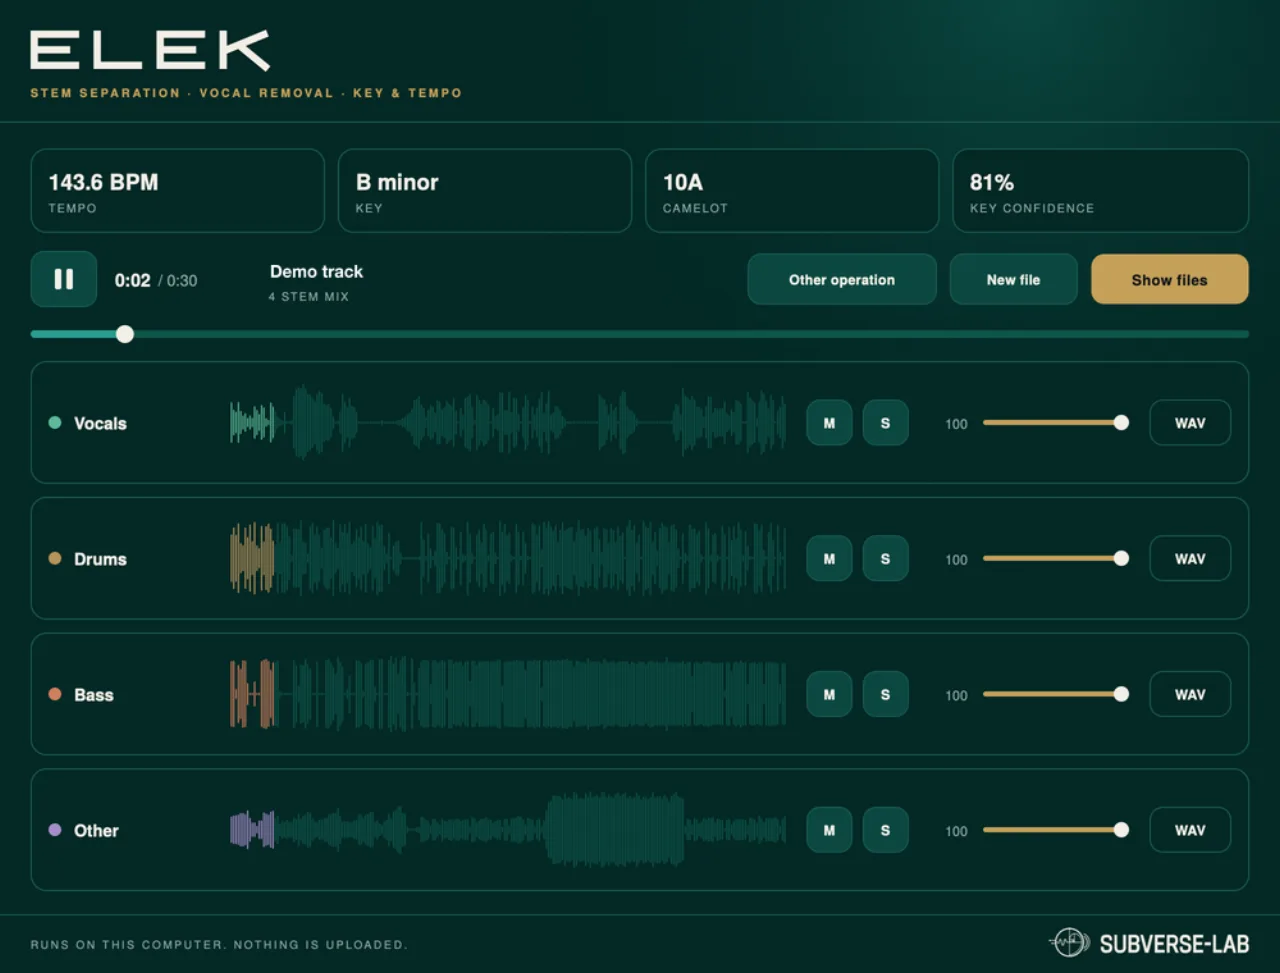 ELEK
STEM SEPARATION · VOCAL REMOVAL · KEY & TEMPO
143.6 BPM
TEMPO
B minor
KEY
10A
CAMELOT
81%
KEY CONFIDENCE
0:02 / 0:30
Demo track
4 STEM MIX
Other operation
New file
Show files
Vocals
M
S
100
WAV
Drums
M
S
100
WAV
Bass
M
S
100
WAV
Other
M
S
100
WAV
RUNS ON THIS COMPUTER. NOTHING IS UPLOADED.
SUBVERSE-LAB